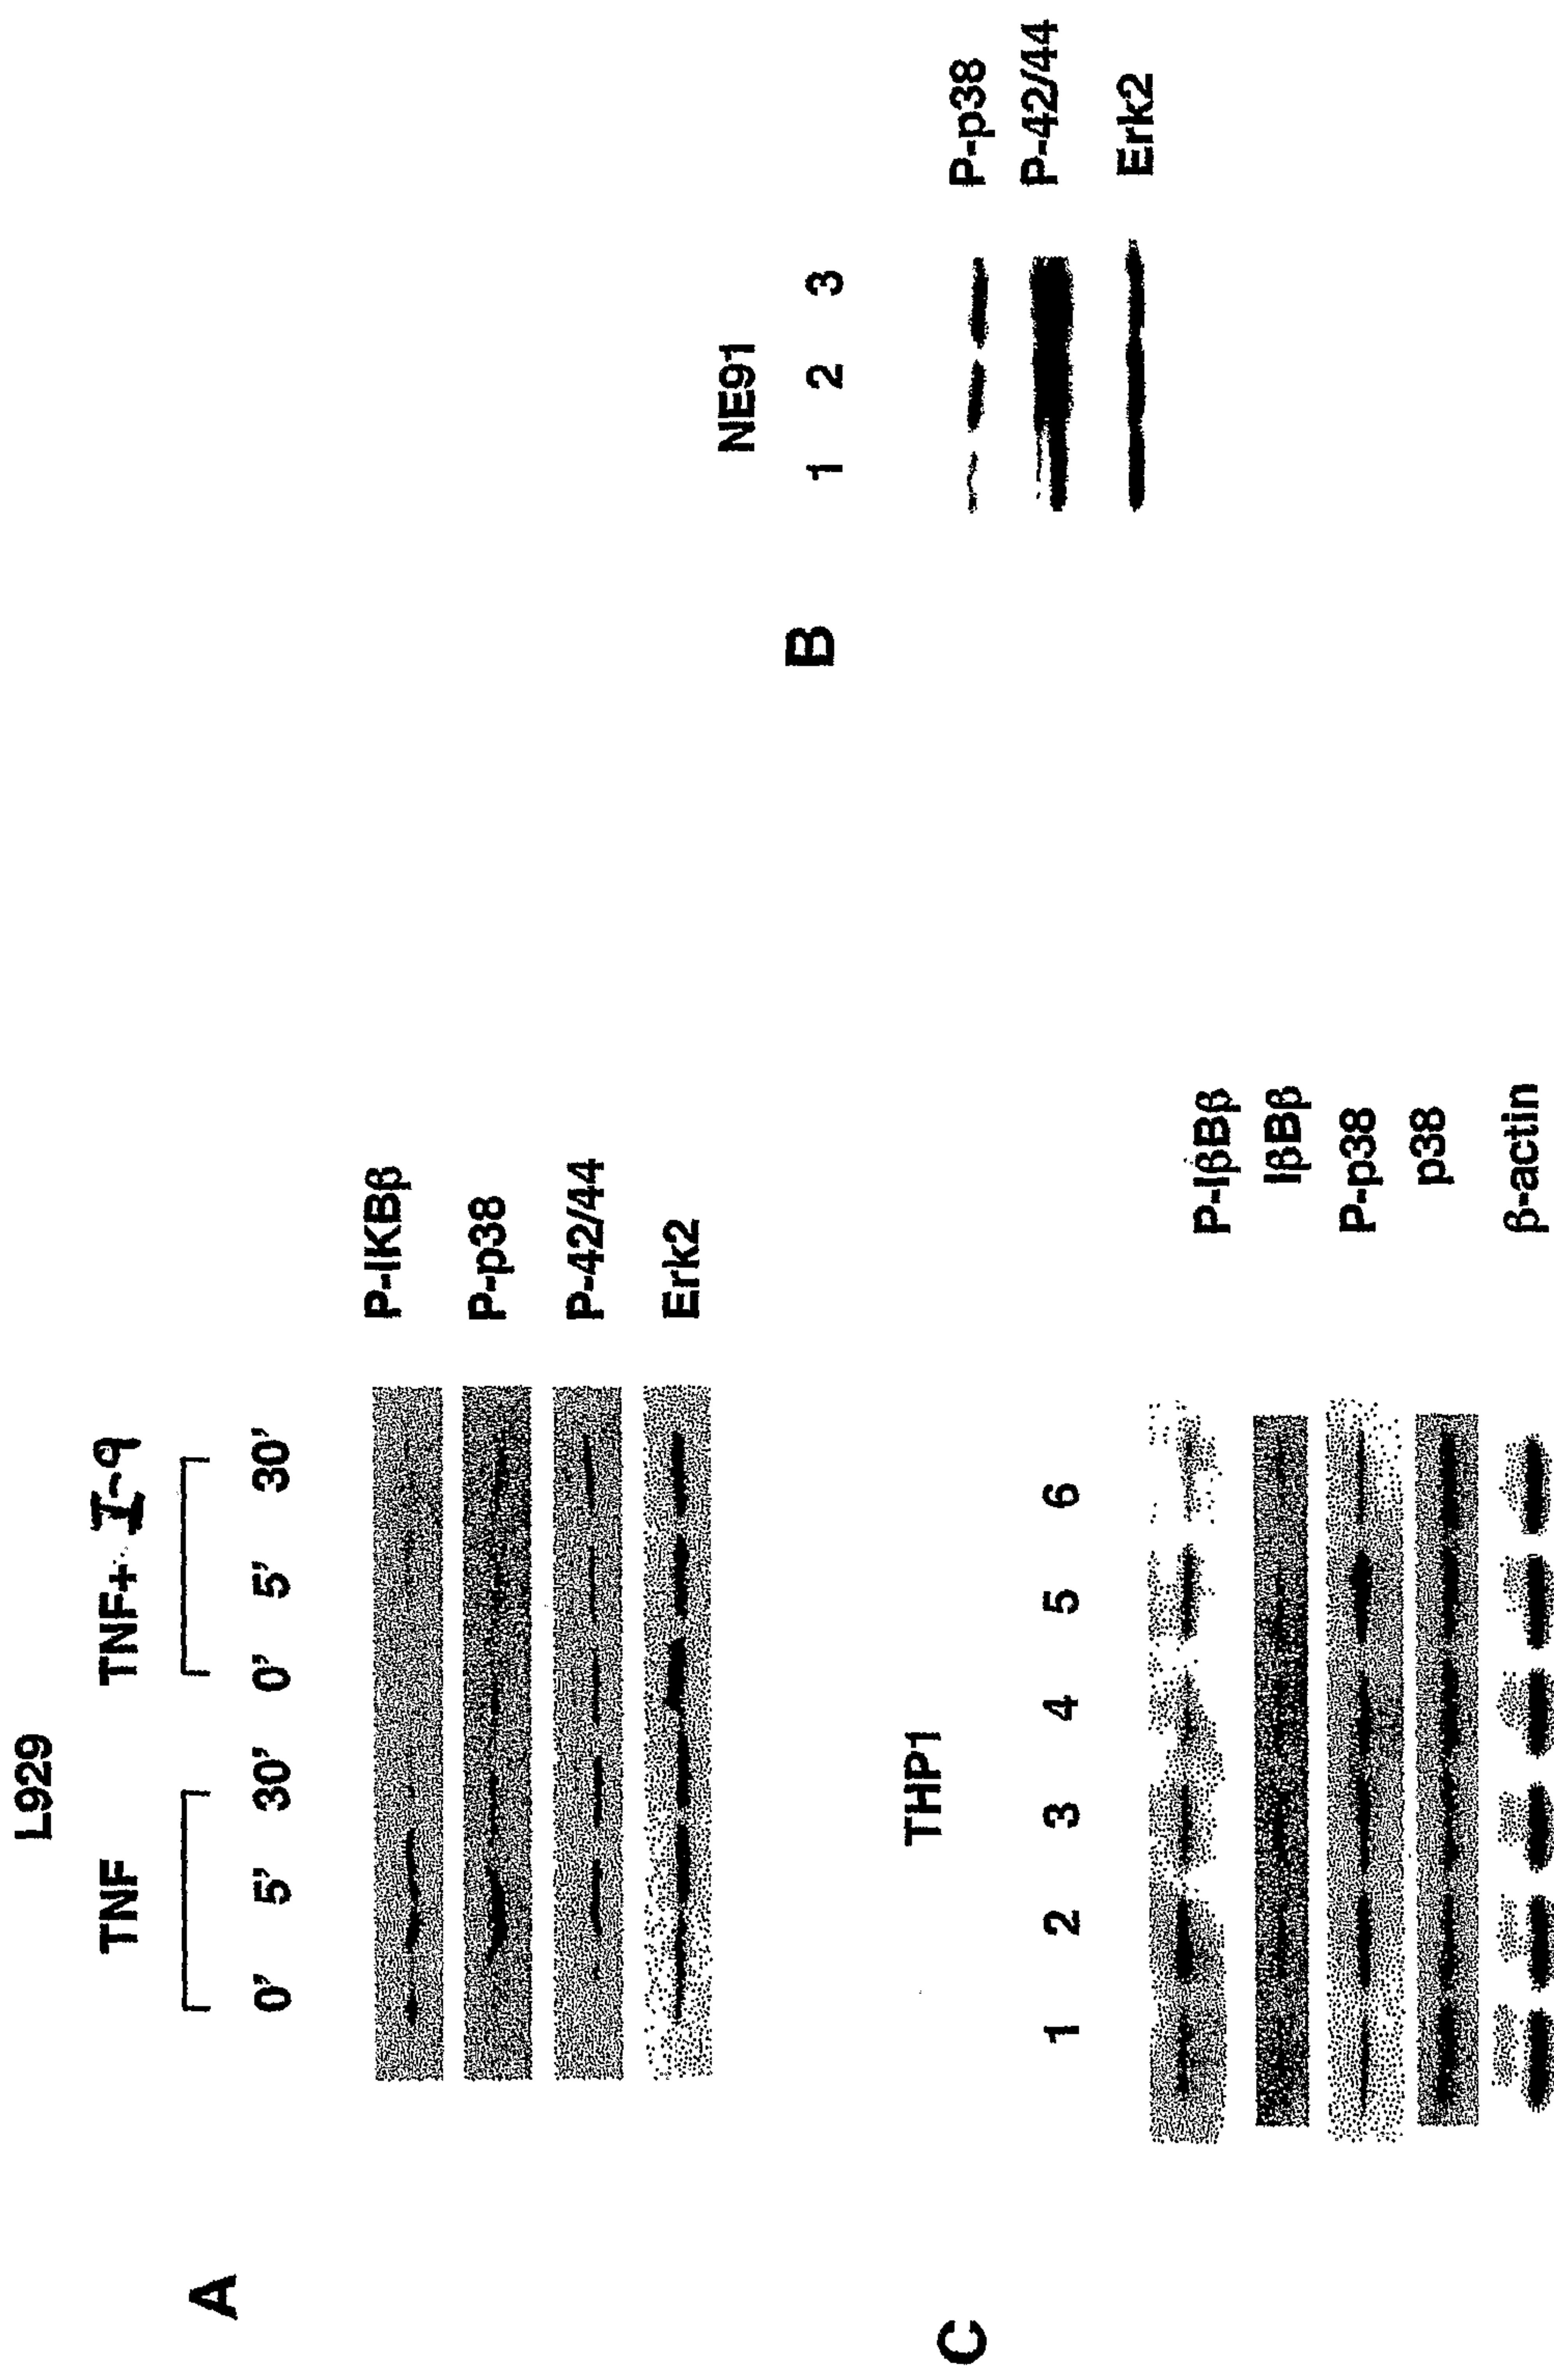 A
L929
TNF TNF+ I-9
0' 5' 30' 0' 5' 30'
P-IKBβ
P-p38
P-42/44
Erk2
B
NE91
1 2 3
P-p38
P-42/44
Erk2
C
THP1
1 2 3 4 5 6
P-IβBβ
IβBβ
P-p38
p38
β-actin